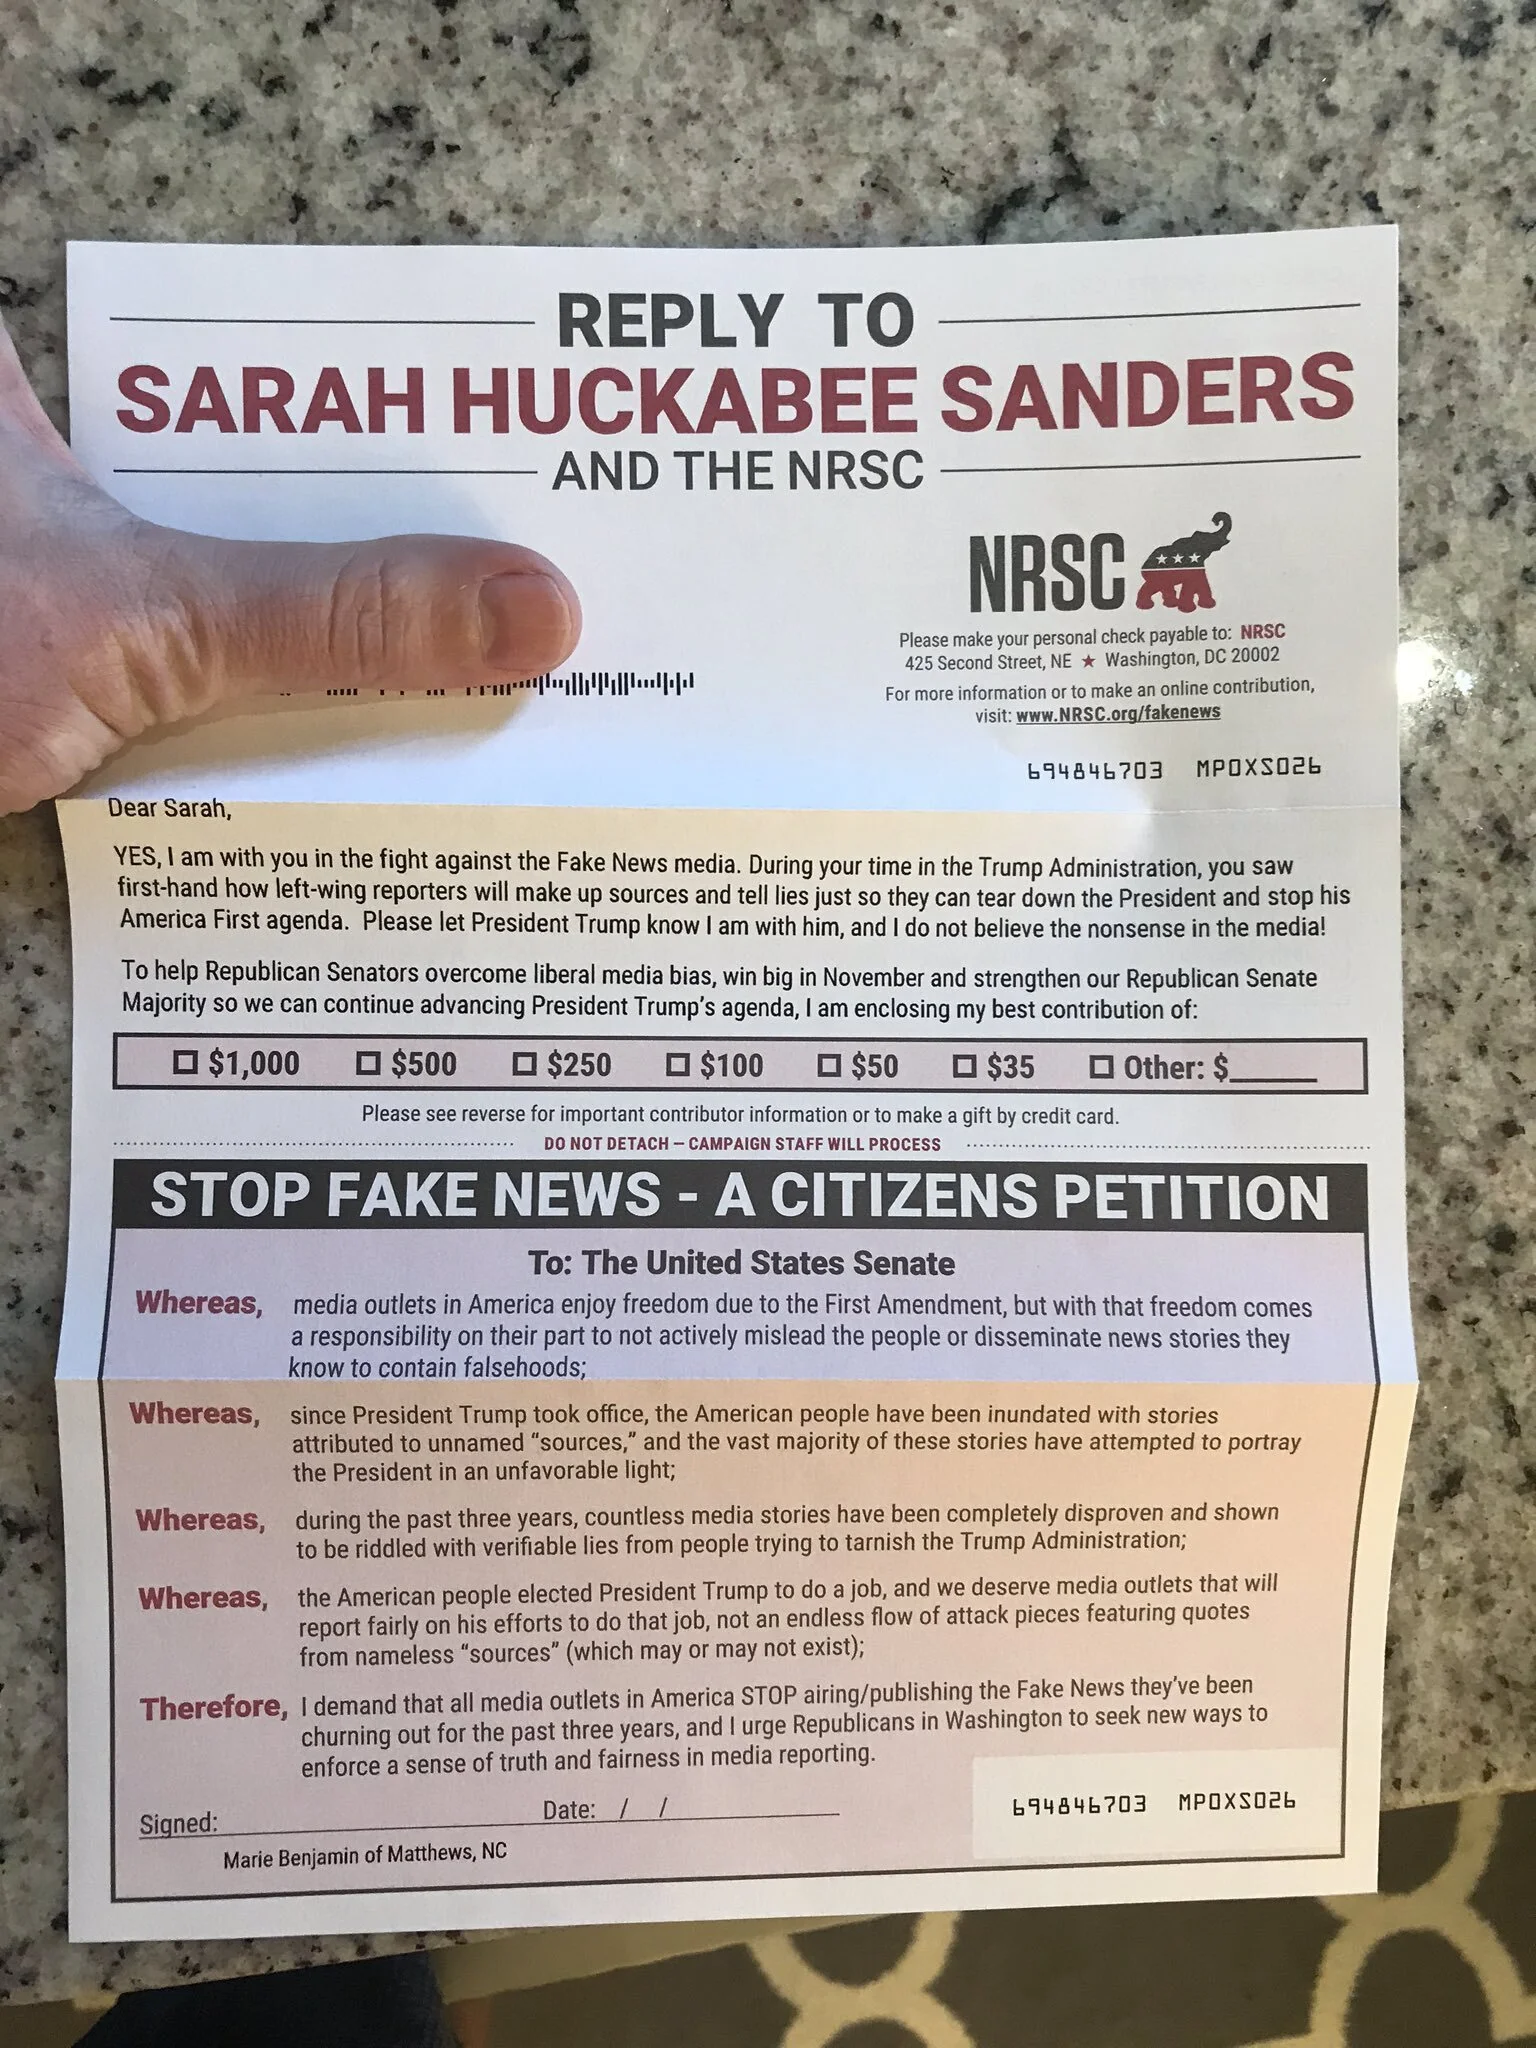 REPLY TO
SARAH HUCKABEE SANDERS
AND THE NRSC
NRSC
Please make your personal check payable to: NRSC
425 Second Street, NE ★ Washington, DC 20002
For more information or to make an online contribution,
visit: www.NRSC.org/fakenews
694846703 MP0XS026
Dear Sarah,
YES, I am with you in the fight against the Fake News media. During your time in the Trump Administration, you saw
first-hand how left-wing reporters will make up sources and tell lies just so they can tear down the President and stop his
America First agenda. Please let President Trump know I am with him, and I do not believe the nonsense in the media!
To help Republican Senators overcome liberal media bias, win big in November and strengthen our Republican Senate
Majority so we can continue advancing President Trump's agenda, I am enclosing my best contribution of:
☐ $1,000 ☐ $500 ☐ $250 ☐ $100 ☐ $50 ☐ $35 ☐ Other: $______
Please see reverse for important contributor information or to make a gift by credit card.
DO NOT DETACH – CAMPAIGN STAFF WILL PROCESS
STOP FAKE NEWS - A CITIZENS PETITION
To: The United States Senate
Whereas, media outlets in America enjoy freedom due to the First Amendment, but with that freedom comes
a responsibility on their part to not actively mislead the people or disseminate news stories they
know to contain falsehoods;
Whereas, since President Trump took office, the American people have been inundated with stories
attributed to unnamed "sources," and the vast majority of these stories have attempted to portray
the President in an unfavorable light;
Whereas, during the past three years, countless media stories have been completely disproven and shown
to be riddled with verifiable lies from people trying to tarnish the Trump Administration;
Whereas, the American people elected President Trump to do a job, and we deserve media outlets that will
report fairly on his efforts to do that job, not an endless flow of attack pieces featuring quotes
from nameless "sources" (which may or may not exist);
Therefore, I demand that all media outlets in America STOP airing/publishing the Fake News they've been
churning out for the past three years, and I urge Republicans in Washington to seek new ways to
enforce a sense of truth and fairness in media reporting.
Signed: Date: / /
694846703 MP0XS026
Marie Benjamin of Matthews, NC